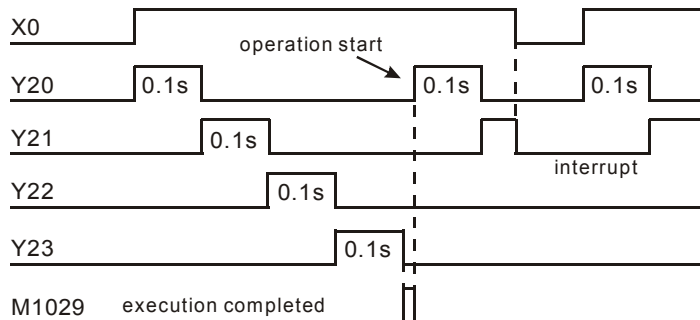 X0
operation start
Y20 0.1s 0.1s 0.1s
Y21 0.1s
interrupt
Y22 0.1s
Y23 0.1s
M1029 execution completed